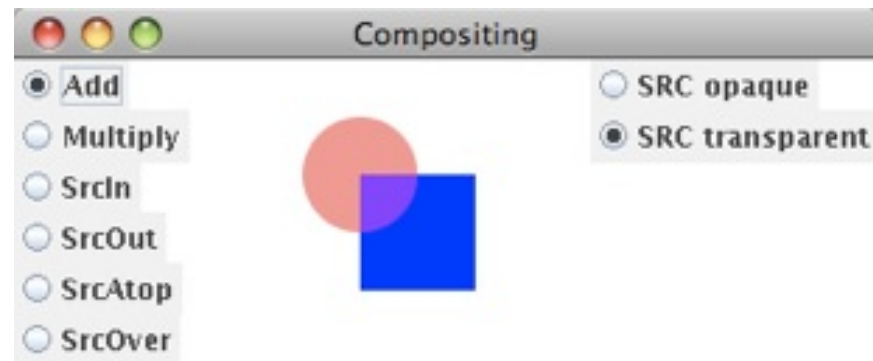 Compositing
Add
Multiply
SrcIn
SrcOut
SrcAtop
SrcOver
SRC opaque
SRC transparent